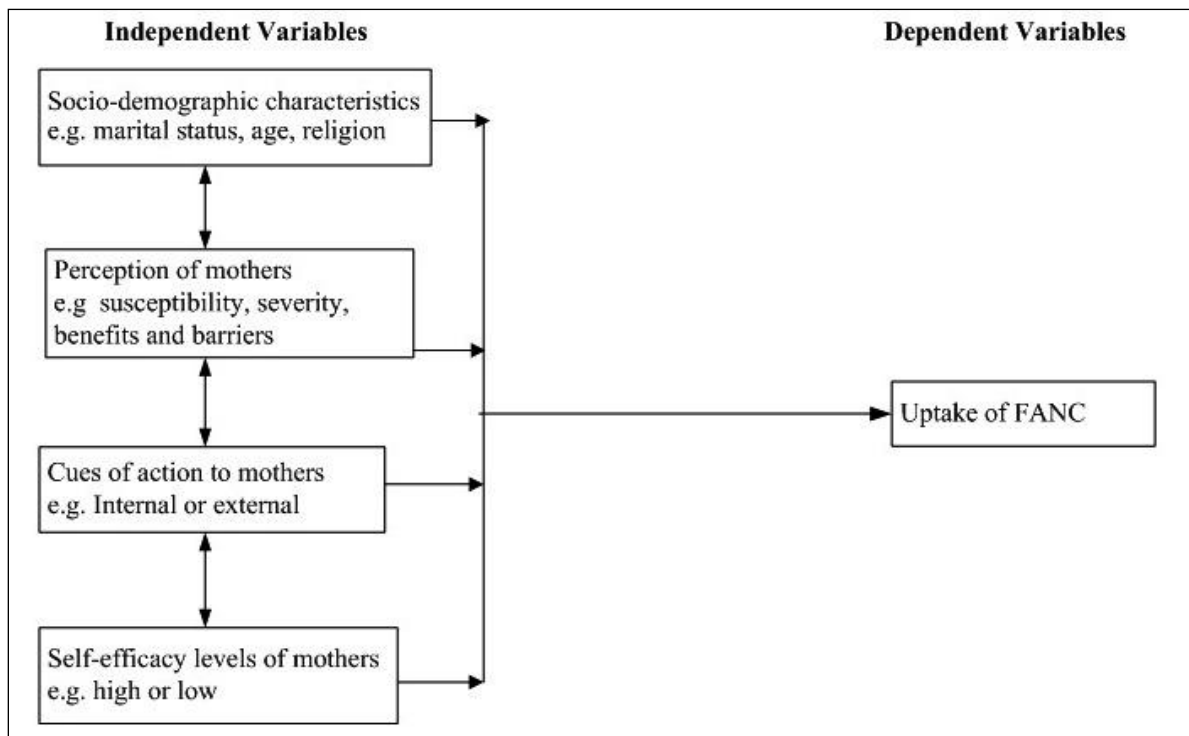 Independent Variables
Dependent Variables
Socio-demographic characteristics
e.g. marital status, age, religion
Perception of mothers
e.g susceptibility, severity,
benefits and barriers
Uptake of FANC
Cues of action to mothers
e.g. Internal or external
Self-efficacy levels of mothers
e.g. high or low